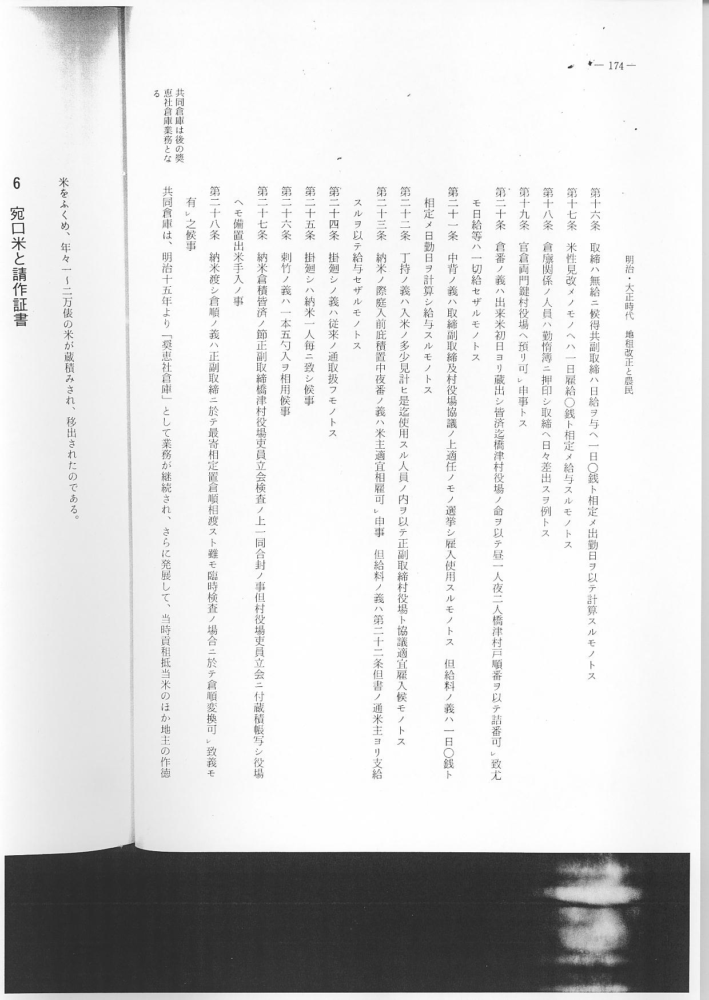 — 174 —
明治・大正時代　地租改正と農民
第十六条　取締ハ無給ニ候得共副取締ハ日給ヲ与ヘ一日〇銭ト相定メ出勤日ヲ以テ計算スルモノトス
第十七条　米性見改メノモノヘハ一日雇給〇銭ト相定メ給与スルモノトス
第十八条　倉廩関係ノ人員ハ勤惰簿ニ押印シ取締ヘ日々差出スヲ例トス
第十九条　官倉両門鍵村役場ヘ預リ可レ申事トス
第二十条　倉番ノ義ハ出来米初日ヨリ蔵出シ皆済迄橋津村役場ノ命ヲ以テ昼一人夜二人橋津村戸順番ヲ以テ詰番可レ致尤
モ日給等ハ一切給セザルモノトス
第二十一条　中背ノ義ハ取締副取締及村役場協議ノ上適任ノモノ選挙シ雇入使用スルモノトス　但給料ノ義ハ一日〇銭ト
相定メ日勤日ヲ計算シ給与スルモノトス
第二十二条　丁持ノ義ハ入米ノ多少見計ヒ是迄使用スル人員ノ内ヲ以テ正副取締村役場ト協議適宜雇入候モノトス
第二十三条　納米ノ際庭入前庇積置中夜番ノ義ハ米主適宜相雇可レ申事　但給料ノ義ハ第二十二条但書ノ通米主ヨリ支給
スルヲ以テ給与セザルモノトス
第二十四条　掛廻シノ義ハ従来ノ通取扱フモノトス
第二十五条　掛廻シハ納米一人毎ニ致シ候事
第二十六条　刺竹ノ義ハ一本五勺入ヲ相用候事
第二十七条　納米倉積皆済ノ節正副取締橋津村役場吏員立会検査ノ上一同合封ノ事但村役場吏員立会ニ付蔵積帳写シ役場
ヘモ備置出米手入ノ事
第二十八条　納米渡シ倉順ノ義ハ正副取締ニ於テ最寄相定置倉順相渡スト雖モ臨時検査ノ場合ニ於テ倉順変換可レ致義モ
有レ之候事
共同倉庫は後の奨
恵社倉庫業務とな
る
共同倉庫は、明治十五年より「奨恵社倉庫」として業務が継続され、さらに発展して、当時貢租抵当米のほか地主の作徳
米をふくめ、年々一～二万俵の米が蔵積みされ、移出されたのである。
6　宛口米と請作証書